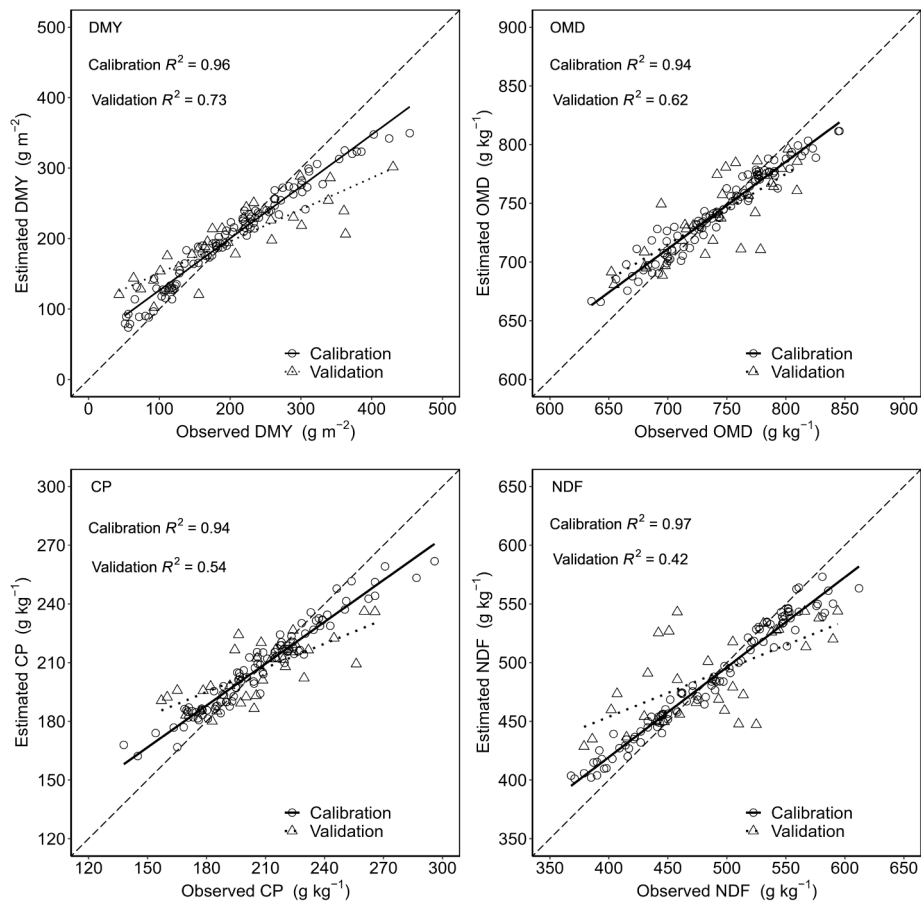 DMY
Calibration R² = 0.96
Validation R² = 0.73
Estimated DMY (g m⁻²)
500
400
300
200
100
0
Calibration
Validation
0 100 200 300 400 500
Observed DMY (g m⁻²)
OMD
Calibration R² = 0.94
Validation R² = 0.62
Estimated OMD (g kg⁻¹)
900
850
800
750
700
650
600
Calibration
Validation
600 650 700 750 800 850 900
Observed OMD (g kg⁻¹)
CP
Calibration R² = 0.94
Validation R² = 0.54
Estimated CP (g kg⁻¹)
300
270
240
210
180
150
120
Calibration
Validation
120 150 180 210 240 270 300
Observed CP (g kg⁻¹)
NDF
Calibration R² = 0.97
Validation R² = 0.42
Estimated NDF (g kg⁻¹)
650
600
550
500
450
400
350
Calibration
Validation
350 400 450 500 550 600 650
Observed NDF (g kg⁻¹)